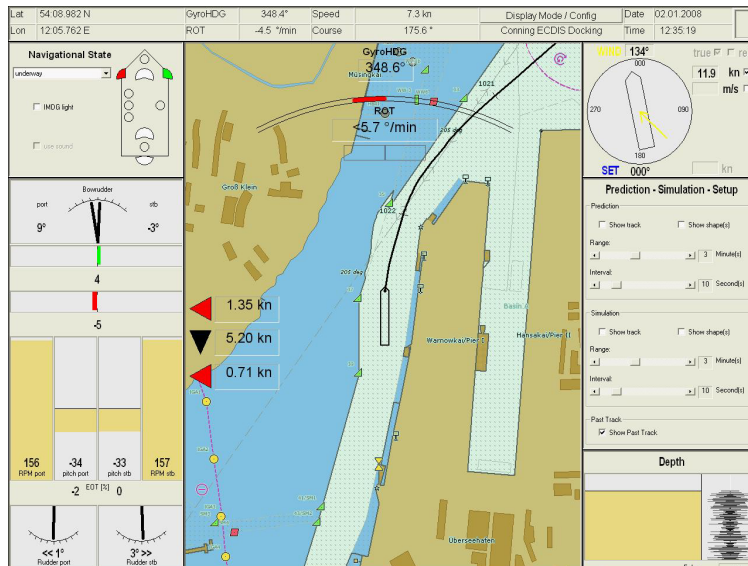 Lat 54:08.982 N GyroHDG 348.4° Speed 7.3 kn Display Mode / Config Date 02.01.2008
Lon 12:05.762 E ROT -4.5 °/min Course 175.6 ° Conning ECDIS Docking Time 12:35:19
Navigational State
underway
IMDG light
use sound
Bowrudder
port stb
9° -3°
4
-5
156 -34 -33 157
RPM port pitch port pitch stb RPM stb
-2 EOT [%] 0
<< 1° 3° >>
Rudder port Rudder stb
GyroHDG
348.6°
ROT
<5.7 °/min
1021
205 deg
Groß Klein
1022
205 deg
1.35 kn
5.20 kn
0.71 kn
Warnowkai/Pier I
Basin A
Hansakai/Pier II
Überseehafen
WIND 134° true
11.9 kn
m/s
000
270 090
180
SET 000° kn
Prediction - Simulation - Setup
Prediction
Show track Show shape(s)
Range:
3 Minute(s)
Interval:
10 Second(s)
Simulation
Show track Show shape(s)
Range:
3 Minute(s)
Interval:
10 Second(s)
Past Track
Show Past Track
Depth